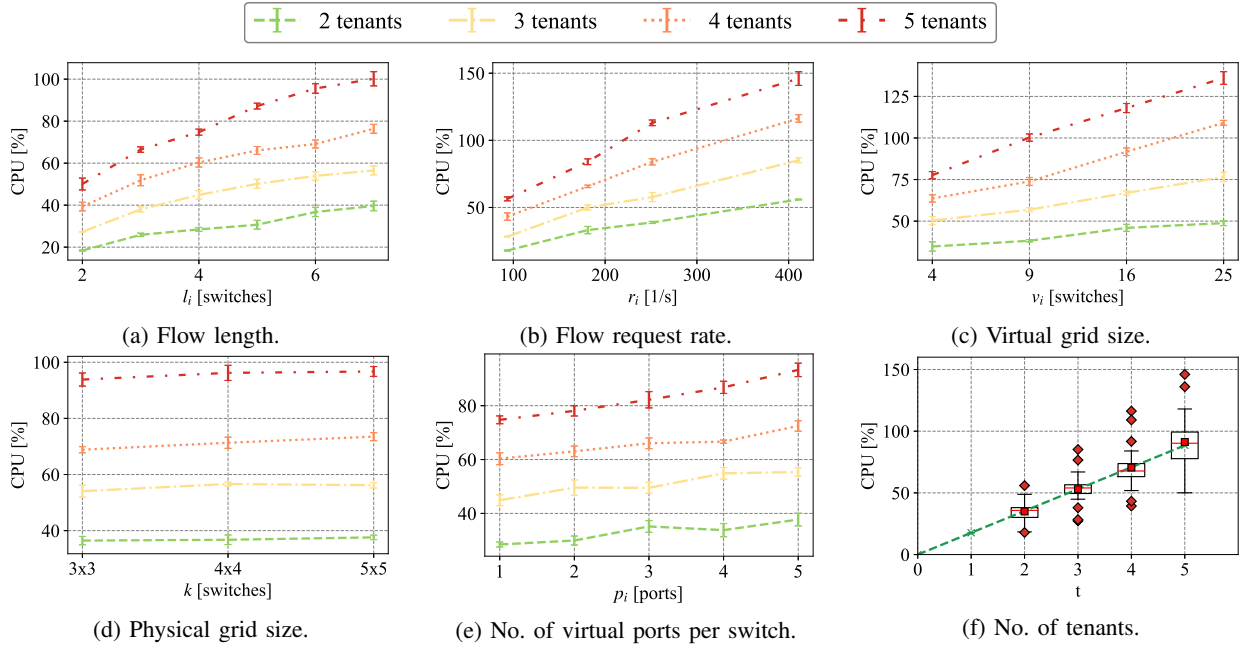 2 tenants 3 tenants 4 tenants 5 tenants
CPU [%]
100
80
60
40
20
2 4 6
l_i [switches]
(a) Flow length.
CPU [%]
150
100
50
100 200 300 400
r_i [1/s]
(b) Flow request rate.
CPU [%]
125
100
75
50
4 9 16 25
v_i [switches]
(c) Virtual grid size.
CPU [%]
100
80
60
40
3x3 4x4 5x5
k [switches]
(d) Physical grid size.
CPU [%]
80
60
40
1 2 3 4 5
p_i [ports]
(e) No. of virtual ports per switch.
CPU [%]
150
100
50
0
0 1 2 3 4 5
t
(f) No. of tenants.